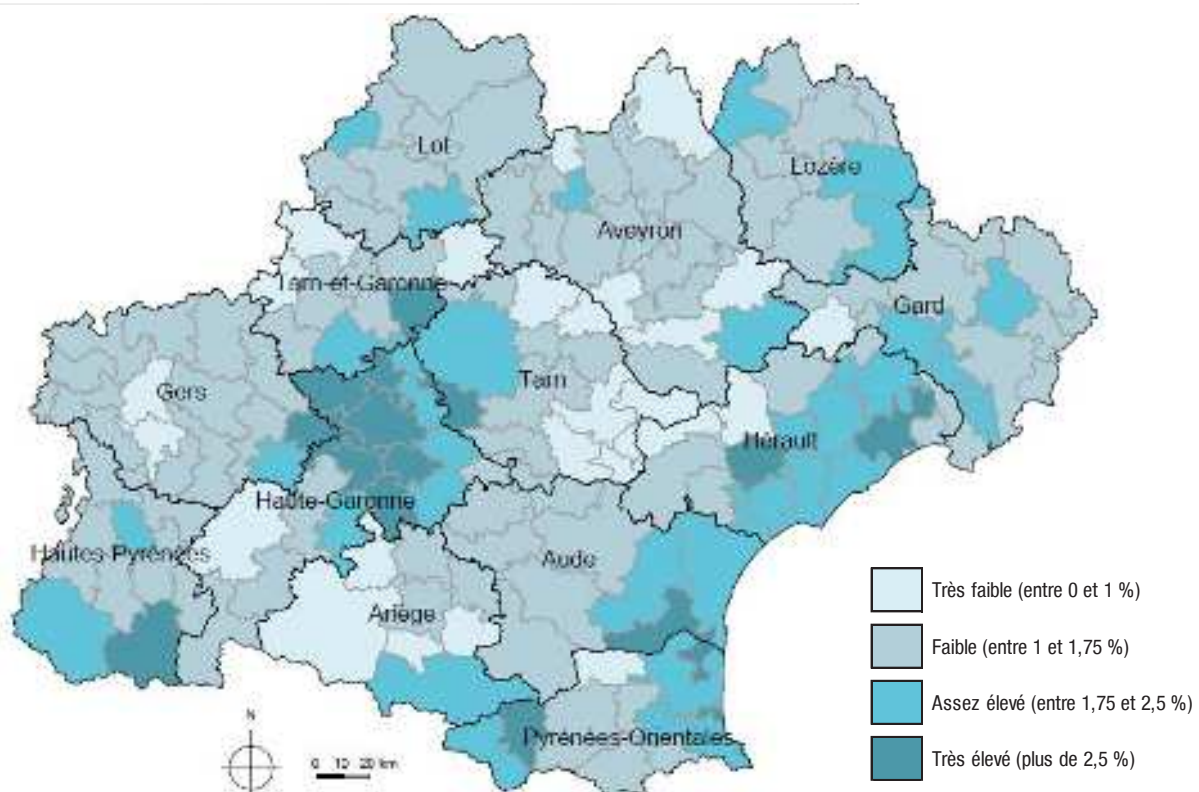 Lot
Lozère
Aveyron
Tarn-et-Garonne
Gard
Gers
Tarn
Hérault
Haute-Garonne
Hautes-Pyrénées
Aude
Ariège
Pyrénées-Orientales
N
0 10 20 km
Très faible (entre 0 et 1 %)
Faible (entre 1 et 1,75 %)
Assez élevé (entre 1,75 et 2,5 %)
Très élevé (plus de 2,5 %)